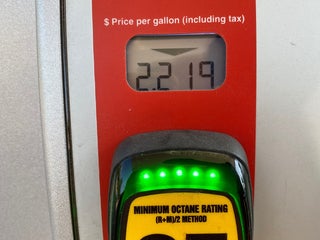 $ Price per gallon (including tax)
2.219
MINIMUM OCTANE RATING
(R+M)/2 METHOD